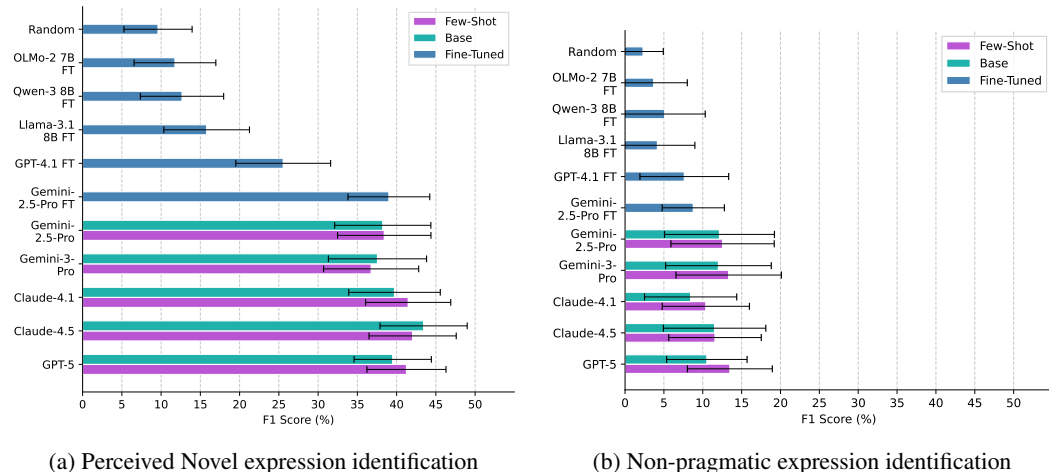 Random
OLMo-2 7B
FT
Qwen-3 8B
FT
Llama-3.1
8B FT
GPT-4.1 FT
Gemini-
2.5-Pro FT
Gemini-
2.5-Pro
Gemini-3-
Pro
Claude-4.1
Claude-4.5
GPT-5
0 5 10 15 20 25 30 35 40 45 50
F1 Score (%)
Few-Shot
Base
Fine-Tuned
(a) Perceived Novel expression identification
Random
OLMo-2 7B
FT
Qwen-3 8B
FT
Llama-3.1
8B FT
GPT-4.1 FT
Gemini-
2.5-Pro FT
Gemini-
2.5-Pro
Gemini-3-
Pro
Claude-4.1
Claude-4.5
GPT-5
0 5 10 15 20 25 30 35 40 45 50
F1 Score (%)
Few-Shot
Base
Fine-Tuned
(b) Non-pragmatic expression identification